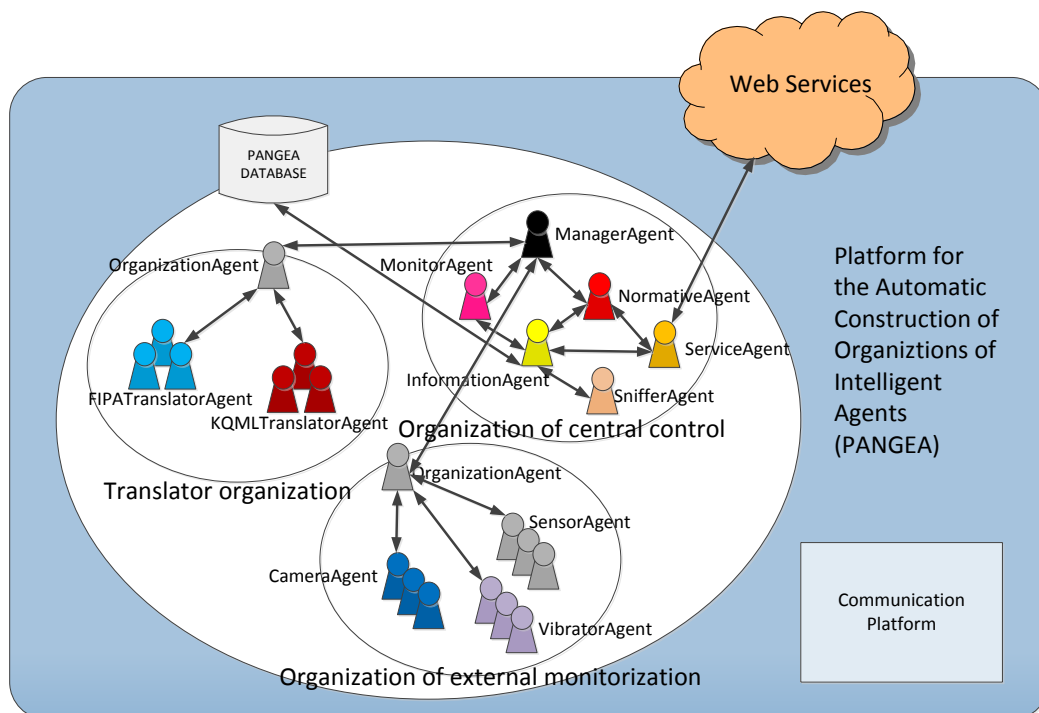 Web Services
PANGEA
DATABASE
ManagerAgent
OrganizationAgent
MonitorAgent
NormativeAgent
ServiceAgent
InformationAgent
SnifferAgent
FIPATranslatorAgent
KQMLTranslatorAgent
Organization of central control
Translator organization
OrganizationAgent
SensorAgent
CameraAgent
VibratorAgent
Organization of external monitorization
Platform for
the Automatic
Construction of
Organiztions of
Intelligent
Agents
(PANGEA)
Communication
Platform